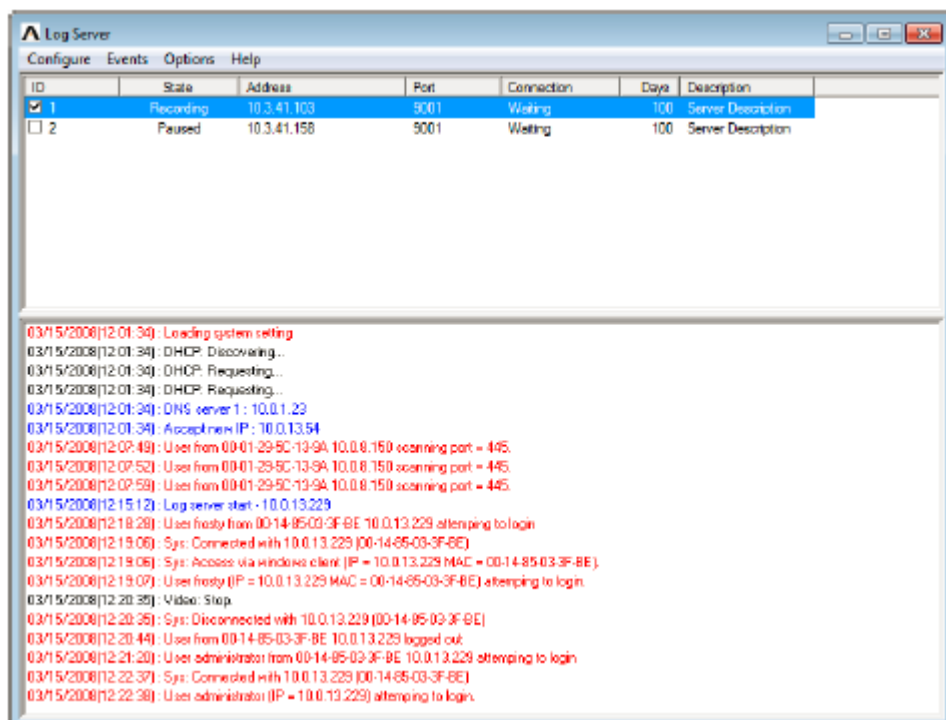 Log Server
Configure Events Options Help
ID State Address Port Connection Days Description
1 Recording 10.3.41.103 9001 Waiting 100 Server Description
2 Paused 10.3.41.158 9001 Waiting 100 Server Description
03/15/2008(12:01:34) : Loading system setting
03/15/2008(12:01:34) : DHCP: Discovering...
03/15/2008(12:01:34) : DHCP: Requesting...
03/15/2008(12:01:34) : DHCP: Requesting...
03/15/2008(12:01:34) : DNS server 1 : 10.0.1.23
03/15/2008(12:01:34) : Accept new IP : 10.0.13.54
03/15/2008(12:07:49) : User from 00-01-29-5C-13-9A 10.0.8.150 scanning port = 445.
03/15/2008(12:07:52) : User from 00-01-29-5C-13-9A 10.0.8.150 scanning port = 445.
03/15/2008(12:07:59) : User from 00-01-29-5C-13-9A 10.0.8.150 scanning port = 445.
03/15/2008(12:15:12) : Log server start - 10.0.13.229
03/15/2008(12:18:28) : User frosty from 00-14-85-03-3F-BE 10.0.13.229 attemping to login
03/15/2008(12:19:06) : Sys: Connected with 10.0.13.229 (00-14-85-03-3F-BE)
03/15/2008(12:19:06) : Sys: Access via windows client (IP = 10.0.13.229 MAC = 00-14-85-03-3F-BE).
03/15/2008(12:19:07) : User frosty (IP = 10.0.13.229 MAC = 00-14-85-03-3F-BE) attemping to login.
03/15/2008(12:20:35) : Video: Stop.
03/15/2008(12:20:35) : Sys: Disconnected with 10.0.13.229 (00-14-85-03-3F-BE)
03/15/2008(12:20:44) : User from 00-14-85-03-3F-BE 10.0.13.229 logged out.
03/15/2008(12:21:20) : User administrator from 00-14-85-03-3F-BE 10.0.13.229 attemping to login
03/15/2008(12:22:37) : Sys: Connected with 10.0.13.229 (00-14-85-03-3F-BE)
03/15/2008(12:22:38) : User administrator (IP = 10.0.13.229) attemping to login.